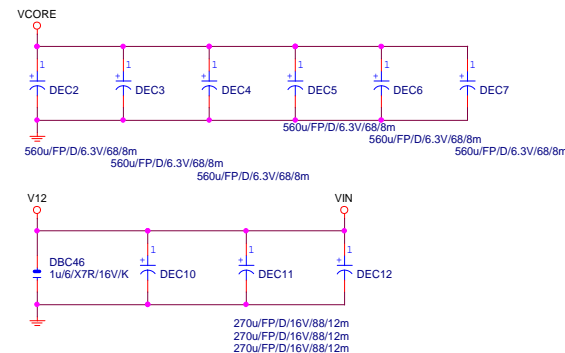 VCORE
1 1 1 1 1 1
+ + + + + +
DEC2 DEC3 DEC4 DEC5 DEC6 DEC7
560u/FP/D/6.3V/68/8m
560u/FP/D/6.3V/68/8m
560u/FP/D/6.3V/68/8m
560u/FP/D/6.3V/68/8m
560u/FP/D/6.3V/68/8m
560u/FP/D/6.3V/68/8m
V12 VIN
1 1 1
+ + +
DBC46
1u/6/X7R/16V/K
DEC10 DEC11 DEC12
270u/FP/D/16V/88/12m
270u/FP/D/16V/88/12m
270u/FP/D/16V/88/12m